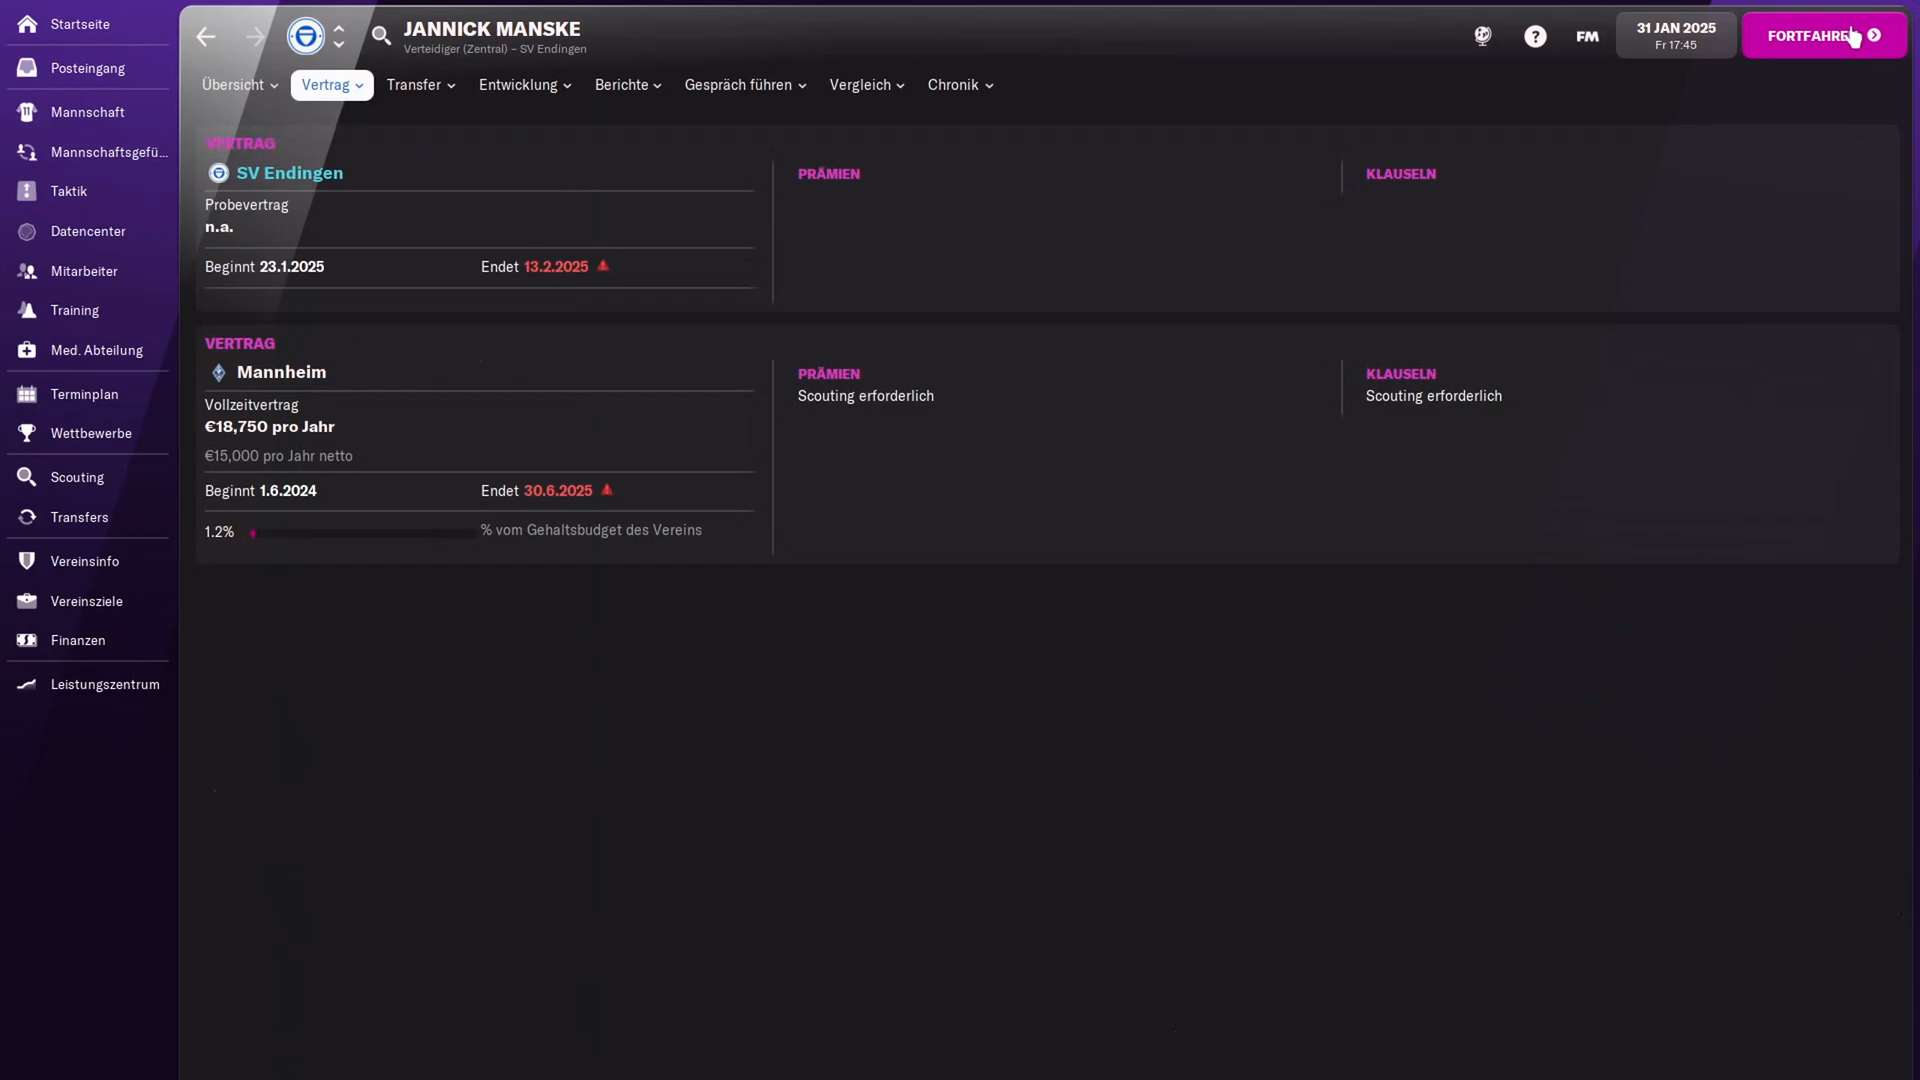 Startseite
Posteingang
Mannschaft
Mannschaftsgefü...
Taktik
Datencenter
Mitarbeiter
Training
Med. Abteilung
Terminplan
Wettbewerbe
Scouting
Transfers
Vereinsinfo
Vereinsziele
Finanzen
Leistungszentrum
JANNICK MANSKE
Verteidiger (Zentral) – SV Endingen
?
FM
31 JAN 2025
Fr 17:45
FORTFAHREN
Übersicht
Vertrag
Transfer
Entwicklung
Berichte
Gespräch führen
Vergleich
Chronik
VERTRAG
SV Endingen
Probevertrag
n.a.
Beginnt 23.1.2025
Endet 13.2.2025
PRÄMIEN
KLAUSELN
VERTRAG
Mannheim
Vollzeitvertrag
€18,750 pro Jahr
€15,000 pro Jahr netto
Beginnt 1.6.2024
Endet 30.6.2025
1.2%
% vom Gehaltsbudget des Vereins
PRÄMIEN
Scouting erforderlich
KLAUSELN
Scouting erforderlich